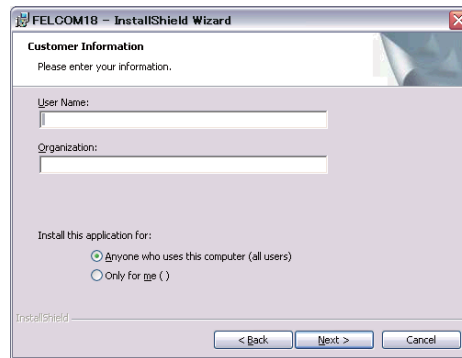 FELCOM18 - InstallShield Wizard
Customer Information
Please enter your information.
User Name:
Organization:
Install this application for:
Anyone who uses this computer (all users)
Only for me ( )
InstallShield
< Back
Next >
Cancel